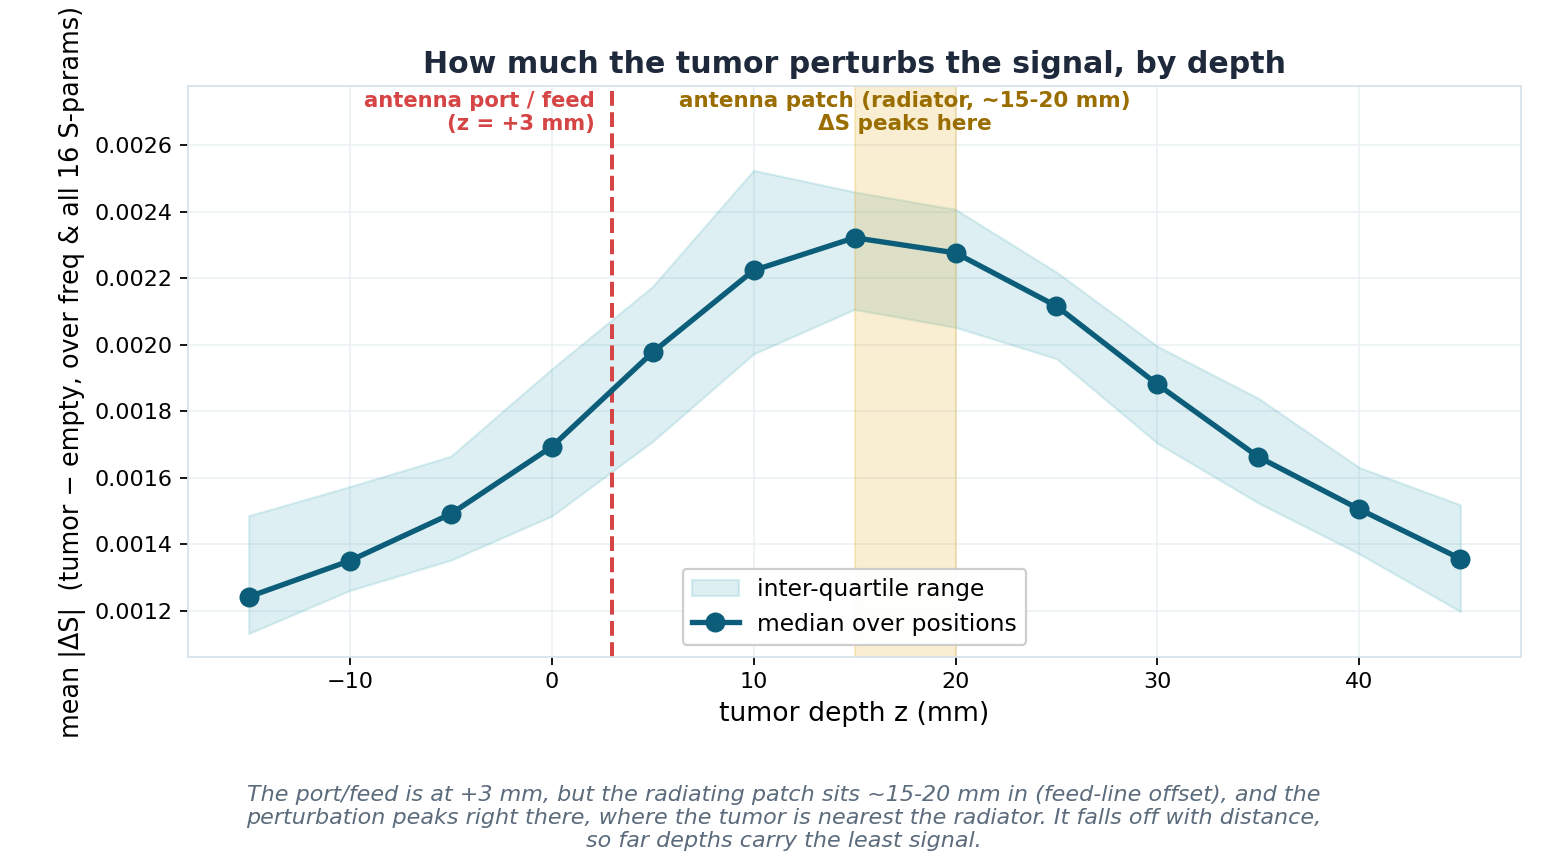 How much the tumor perturbs the signal, by depth
antenna port / feed
(z = +3 mm)
antenna patch (radiator, ~15-20 mm)
ΔS peaks here
mean |ΔS|  (tumor − empty, over freq & all 16 S-params)
0.0026
0.0024
0.0022
0.0020
0.0018
0.0016
0.0014
0.0012
inter-quartile range
median over positions
−10
0
10
20
30
40
tumor depth z (mm)
The port/feed is at +3 mm, but the radiating patch sits ~15-20 mm in (feed-line offset), and the
perturbation peaks right there, where the tumor is nearest the radiator. It falls off with distance,
so far depths carry the least signal.